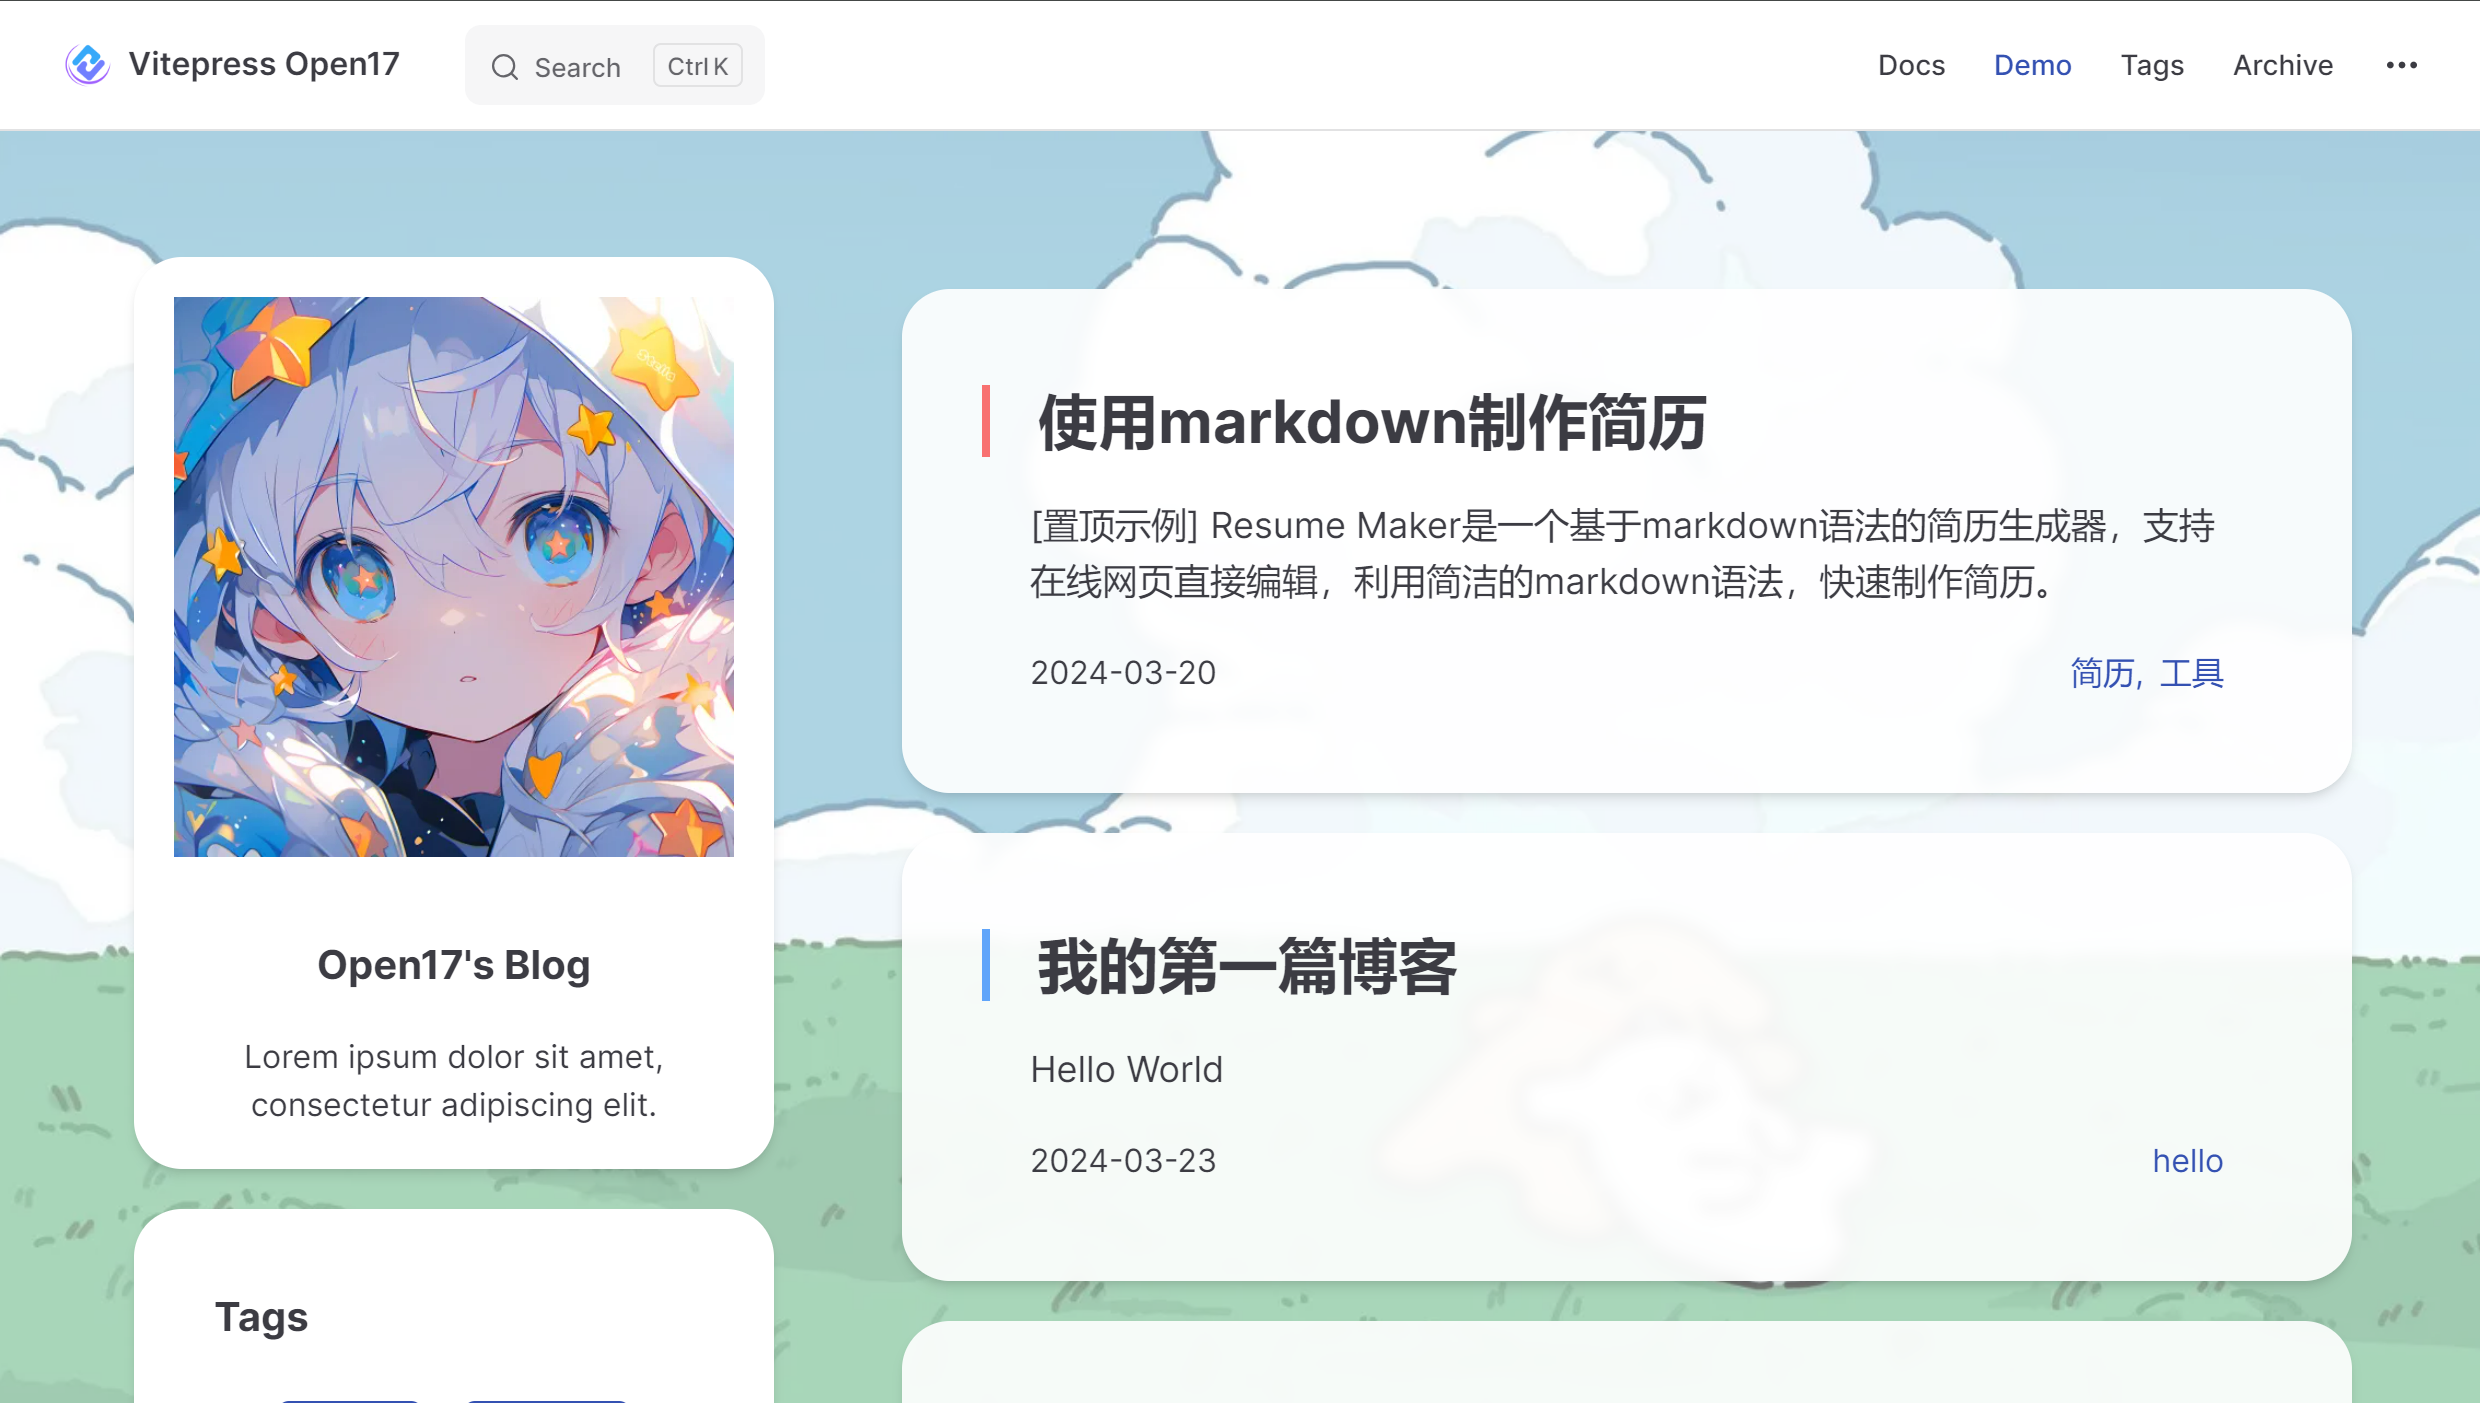 Vitepress Open17
Search
Ctrl K
Docs
Demo
Tags
Archive
Stella
Open17's Blog
Lorem ipsum dolor sit amet,
consectetur adipiscing elit.
Tags
使用markdown制作简历
[置顶示例] Resume Maker是一个基于markdown语法的简历生成器，支持
在线网页直接编辑，利用简洁的markdown语法，快速制作简历。
2024-03-20
简历, 工具
我的第一篇博客
Hello World
2024-03-23
hello